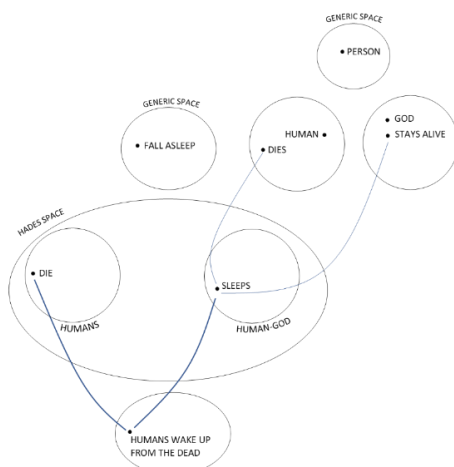 GENERIC SPACE
PERSON
GENERIC SPACE
FALL ASLEEP
HUMAN
DIES
GOD
STAYS ALIVE
HADES SPACE
DIE
HUMANS
SLEEPS
HUMAN-GOD
HUMANS WAKE UP
FROM THE DEAD